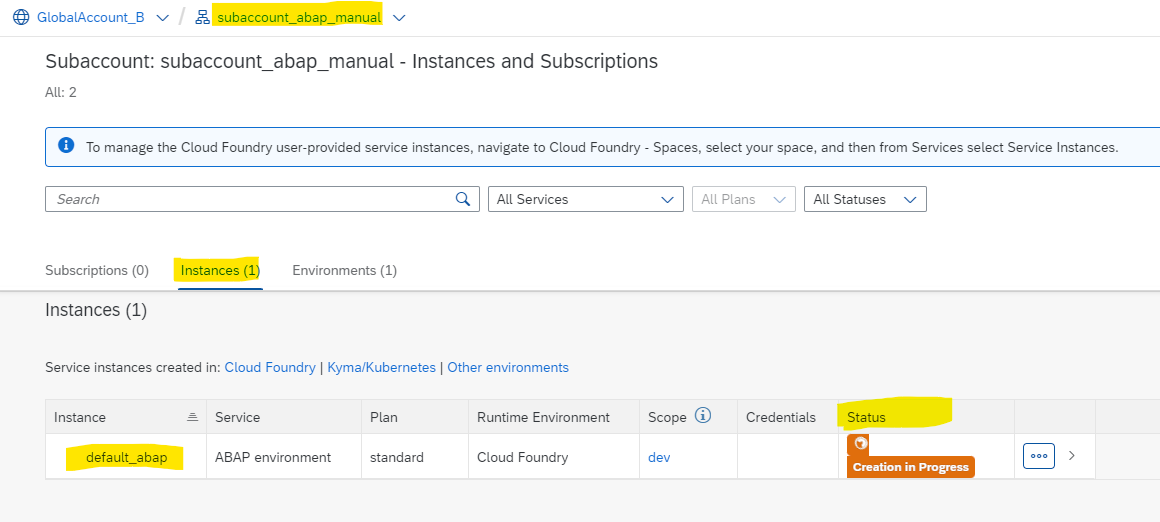 GlobalAccount_B / subaccount_abap_manual
Subaccount: subaccount_abap_manual - Instances and Subscriptions
All: 2
To manage the Cloud Foundry user-provided service instances, navigate to Cloud Foundry - Spaces, select your space, and then from Services select Service Instances.
Search All Services All Plans All Statuses
Subscriptions (0) Instances (1) Environments (1)
Instances (1)
Service instances created in: Cloud Foundry | Kyma/Kubernetes | Other environments
Instance Service Plan Runtime Environment Scope Credentials Status
default_abap ABAP environment standard Cloud Foundry dev
Creation in Progress